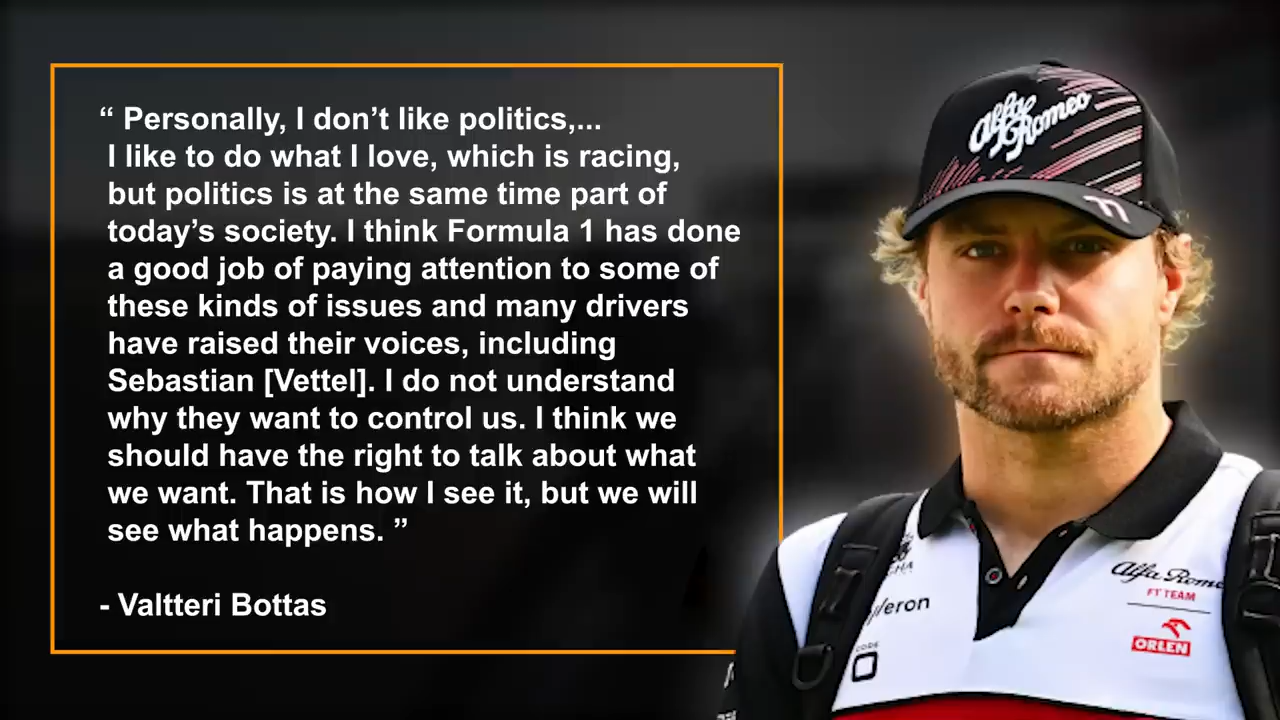 “ Personally, I don’t like politics,...
I like to do what I love, which is racing,
but politics is at the same time part of
today’s society. I think Formula 1 has done
a good job of paying attention to some of
these kinds of issues and many drivers
have raised their voices, including
Sebastian [Vettel]. I do not understand
why they want to control us. I think we
should have the right to talk about what
we want. That is how I see it, but we will
see what happens. ”
- Valtteri Bottas
Alfa
Romeo
77
Alfa Rome
F1 TEAM
ORLEN
CODE